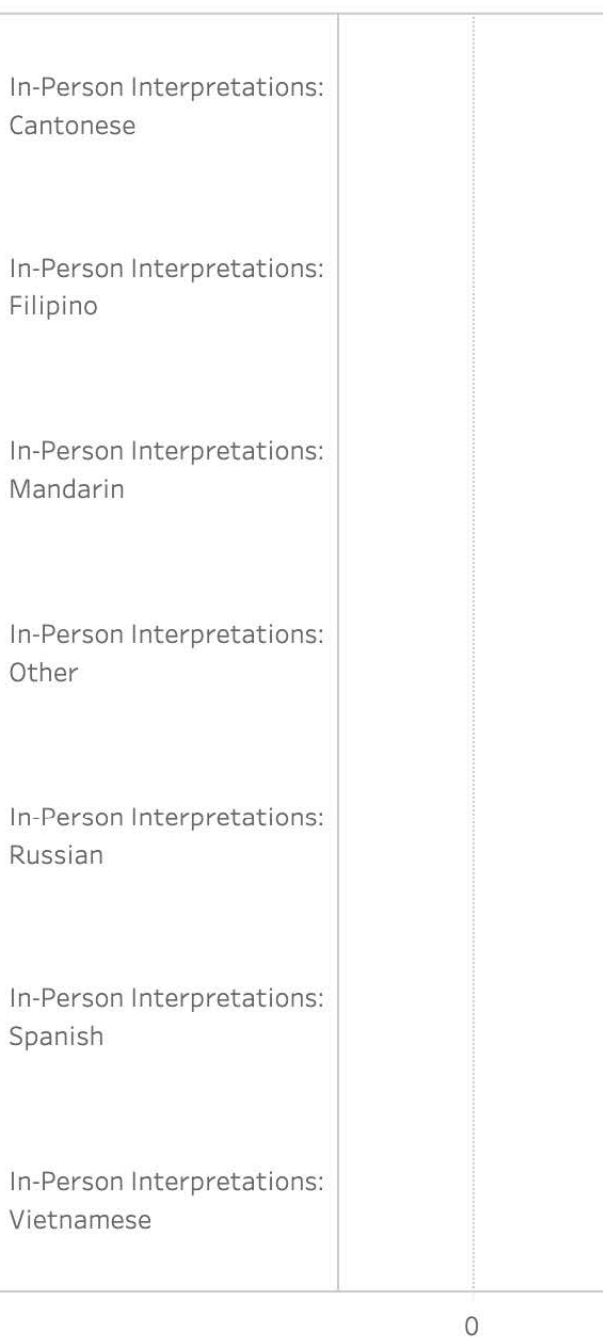 In-Person Interpretations:
Cantonese
In-Person Interpretations:
Filipino
In-Person Interpretations:
Mandarin
In-Person Interpretations:
Other
In-Person Interpretations:
Russian
In-Person Interpretations:
Spanish
In-Person Interpretations:
Vietnamese
0